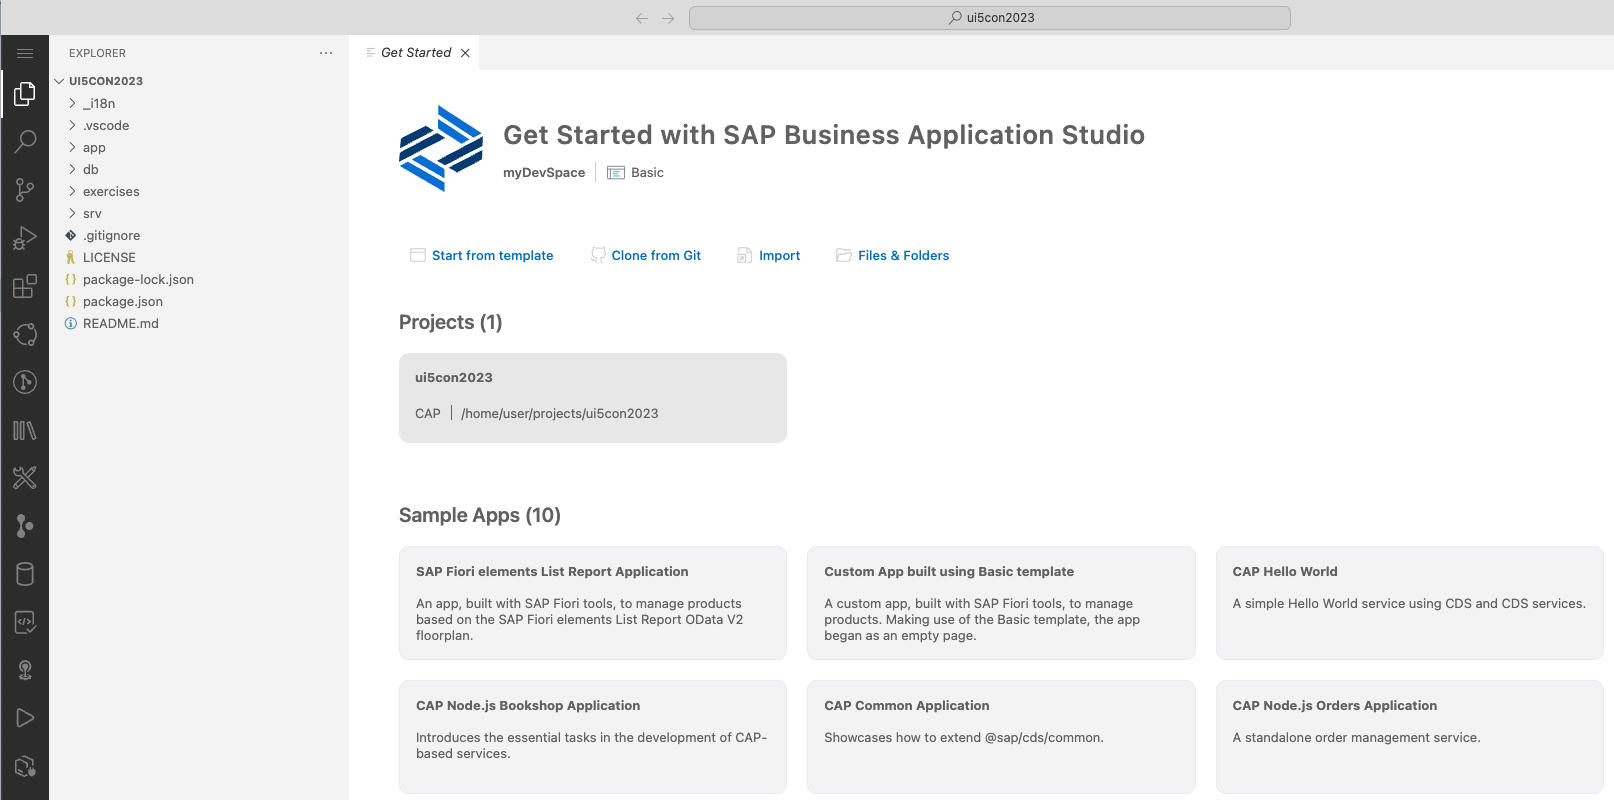 ui5con2023
EXPLORER
UI5CON2023
_i18n
.vscode
app
db
exercises
srv
.gitignore
LICENSE
package-lock.json
package.json
README.md
Get Started
Get Started with SAP Business Application Studio
myDevSpace
Basic
Start from template
Clone from Git
Import
Files & Folders
Projects (1)
ui5con2023
CAP | /home/user/projects/ui5con2023
Sample Apps (10)
SAP Fiori elements List Report Application
An app, built with SAP Fiori tools, to manage products
based on the SAP Fiori elements List Report OData V2
floorplan.
Custom App built using Basic template
A custom app, built with SAP Fiori tools, to manage
products. Making use of the Basic template, the app
began as an empty page.
CAP Hello World
A simple Hello World service using CDS and CDS services.
CAP Node.js Bookshop Application
Introduces the essential tasks in the development of CAP-
based services.
CAP Common Application
Showcases how to extend @sap/cds/common.
CAP Node.js Orders Application
A standalone order management service.